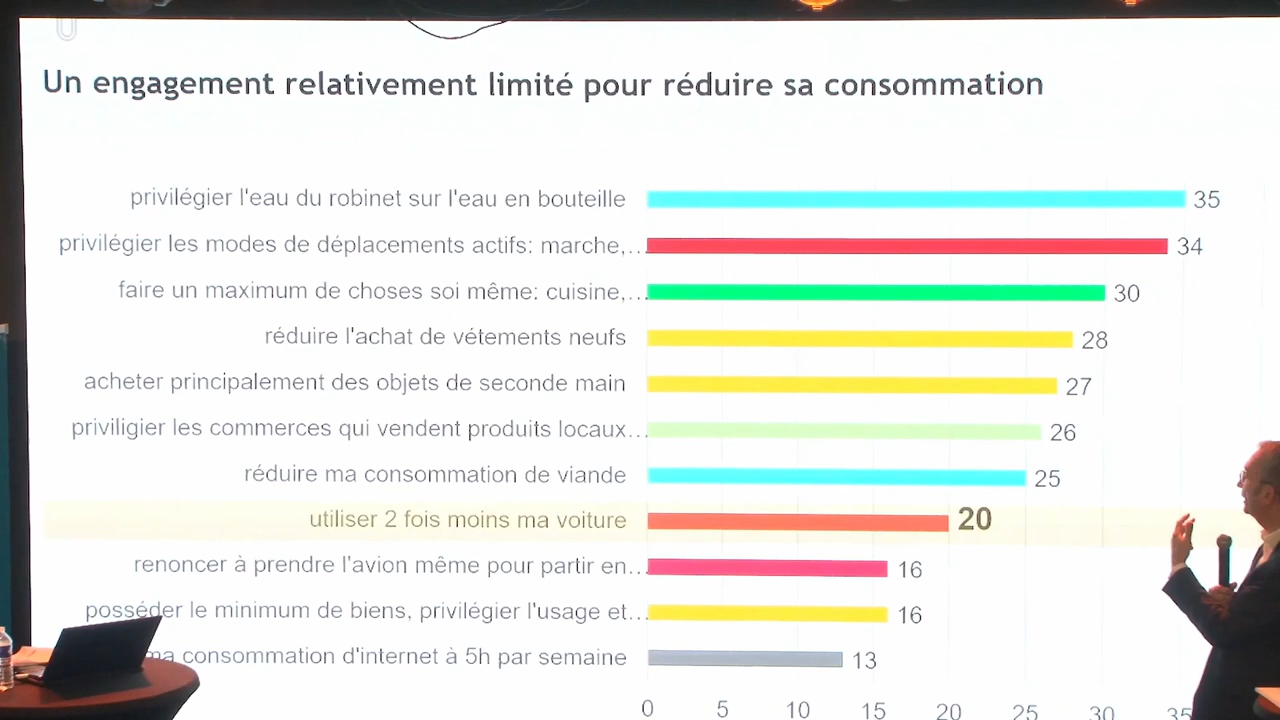 Un engagement relativement limité pour réduire sa consommation
privilégier l'eau du robinet sur l'eau en bouteille 35
privilégier les modes de déplacements actifs: marche,... 34
faire un maximum de choses soi même: cuisine,... 30
réduire l'achat de vétements neufs 28
acheter principalement des objets de seconde main 27
priviligier les commerces qui vendent produits locaux... 26
réduire ma consommation de viande 25
utiliser 2 fois moins ma voiture 20
renoncer à prendre l'avion même pour partir en... 16
posséder le minimum de biens, privilégier l'usage et... 16
ma consommation d'internet à 5h par semaine 13
0 5 10 15 20 25 30 35